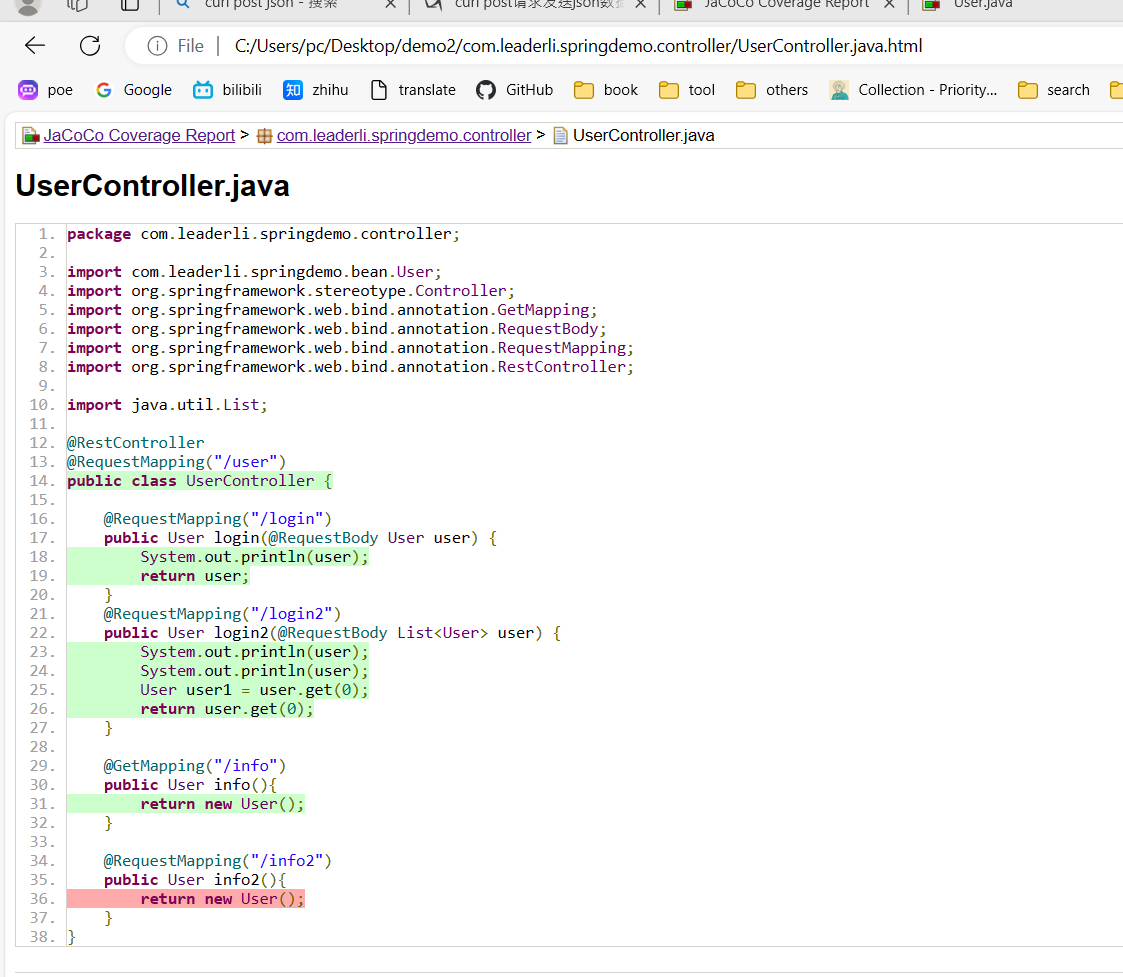 curl post json - 搜索
curl post请求发送json数据
JaCoCo Coverage Report
User.java
File
C:/Users/pc/Desktop/demo2/com.leaderli.springdemo.controller/UserController.java.html
poe
Google
bilibili
知
zhihu
translate
GitHub
book
tool
others
Collection - Priority...
search
JaCoCo Coverage Report > com.leaderli.springdemo.controller > UserController.java
UserController.java
1. package com.leaderli.springdemo.controller;
2.
3. import com.leaderli.springdemo.bean.User;
4. import org.springframework.stereotype.Controller;
5. import org.springframework.web.bind.annotation.GetMapping;
6. import org.springframework.web.bind.annotation.RequestBody;
7. import org.springframework.web.bind.annotation.RequestMapping;
8. import org.springframework.web.bind.annotation.RestController;
9.
10. import java.util.List;
11.
12. @RestController
13. @RequestMapping("/user")
14. public class UserController {
15.
16.     @RequestMapping("/login")
17.     public User login(@RequestBody User user) {
18.         System.out.println(user);
19.         return user;
20.     }
21.     @RequestMapping("/login2")
22.     public User login2(@RequestBody List<User> user) {
23.         System.out.println(user);
24.         System.out.println(user);
25.         User user1 = user.get(0);
26.         return user.get(0);
27.     }
28.
29.     @GetMapping("/info")
30.     public User info(){
31.         return new User();
32.     }
33.
34.     @RequestMapping("/info2")
35.     public User info2(){
36.         return new User();
37.     }
38. }